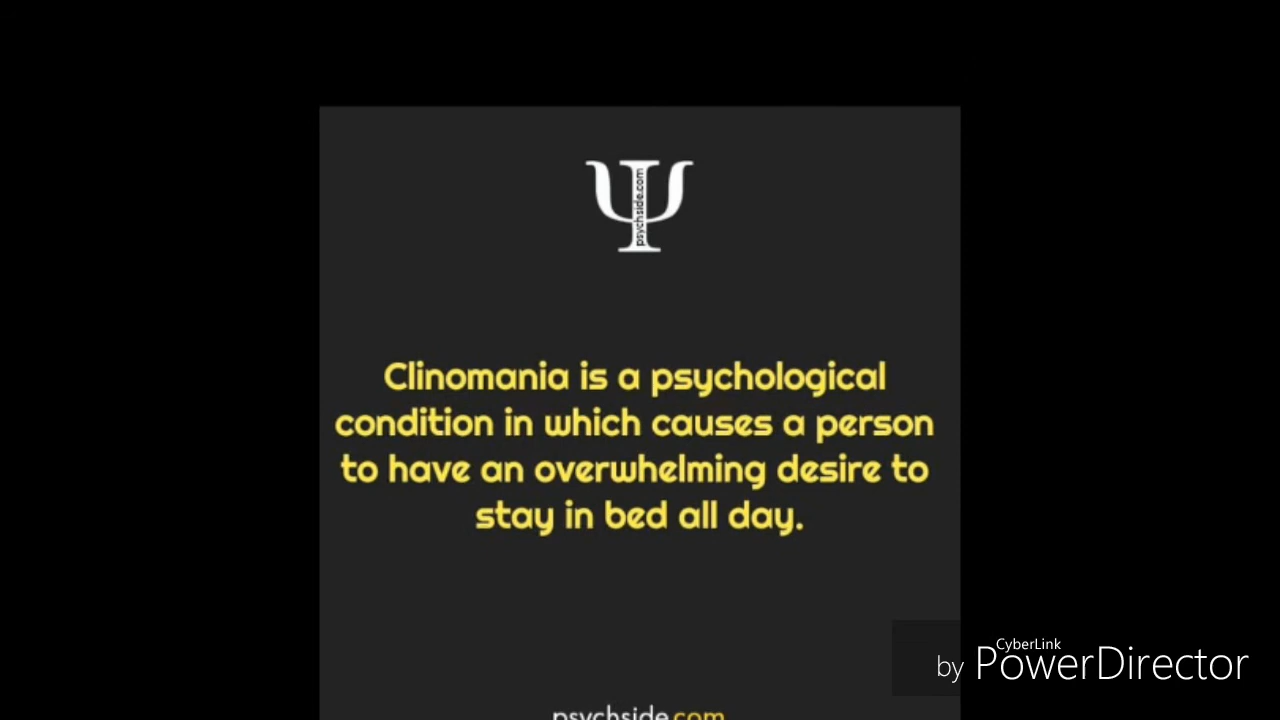 psychside.com
Clinomania is a psychological
condition in which causes a person
to have an overwhelming desire to
stay in bed all day.
CyberLink
by PowerDirector
psychside.com